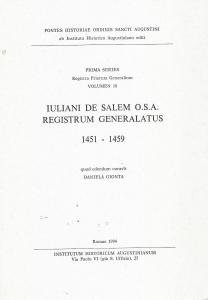 FONTES HISTORIAE ORDINIS SANCTI AUGUSTINI
ab Instituto Historico Augustiniano editi
PRIMA SERIES
Registra Priorum Generalium
VOLUMEN 18
IULIANI DE SALEM O.S.A.
REGISTRUM GENERALATUS
1451 - 1459
quod edendum curavit
DANIELA GIONTA
Romae 1994
INSTITUTUM HISTORICUM AUGUSTINIANUM
Via Paolo VI (già S. Uffizio), 25